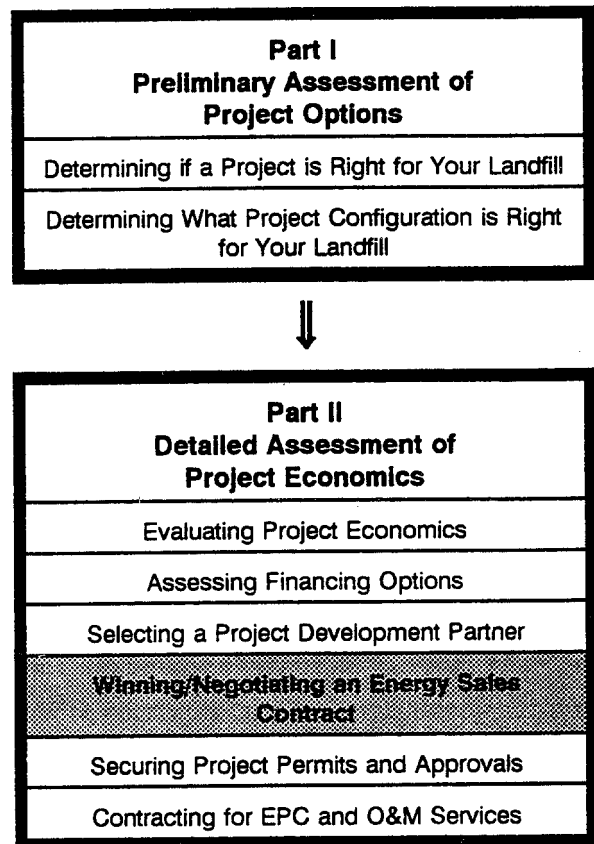 Part I
Preliminary Assessment of
Project Options
Determining if a Project is Right for Your Landfill
Determining What Project Configuration is Right
for Your Landfill
Part II
Detailed Assessment of
Project Economics
Evaluating Project Economics
Assessing Financing Options
Selecting a Project Development Partner
Winning/Negotiating an Energy Sales
Contract
Securing Project Permits and Approvals
Contracting for EPC and O&M Services